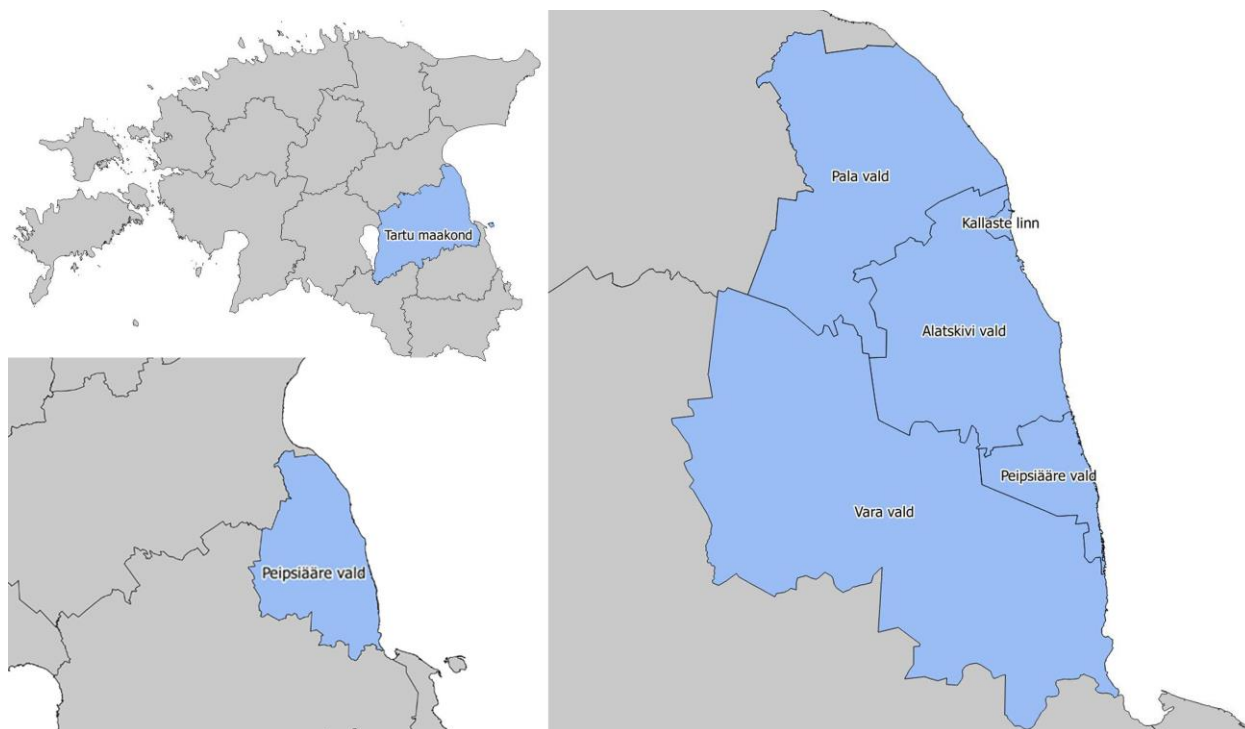 Tartu maakond
Peipsiääre vald
Pala vald
Kallaste linn
Alatskivi vald
Peipsiääre vald
Vara vald